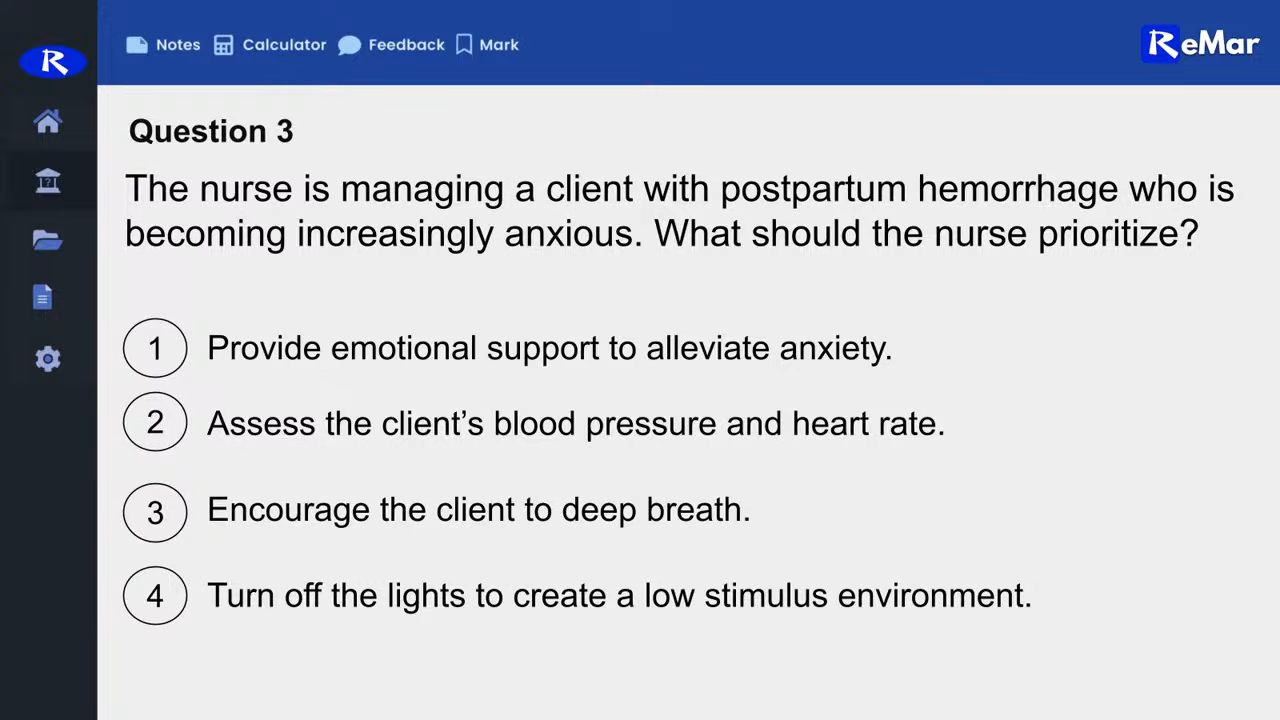 Notes Calculator Feedback Mark
ReMar
R
Question 3
The nurse is managing a client with postpartum hemorrhage who is
becoming increasingly anxious. What should the nurse prioritize?
1 Provide emotional support to alleviate anxiety.
2 Assess the client’s blood pressure and heart rate.
3 Encourage the client to deep breath.
4 Turn off the lights to create a low stimulus environment.